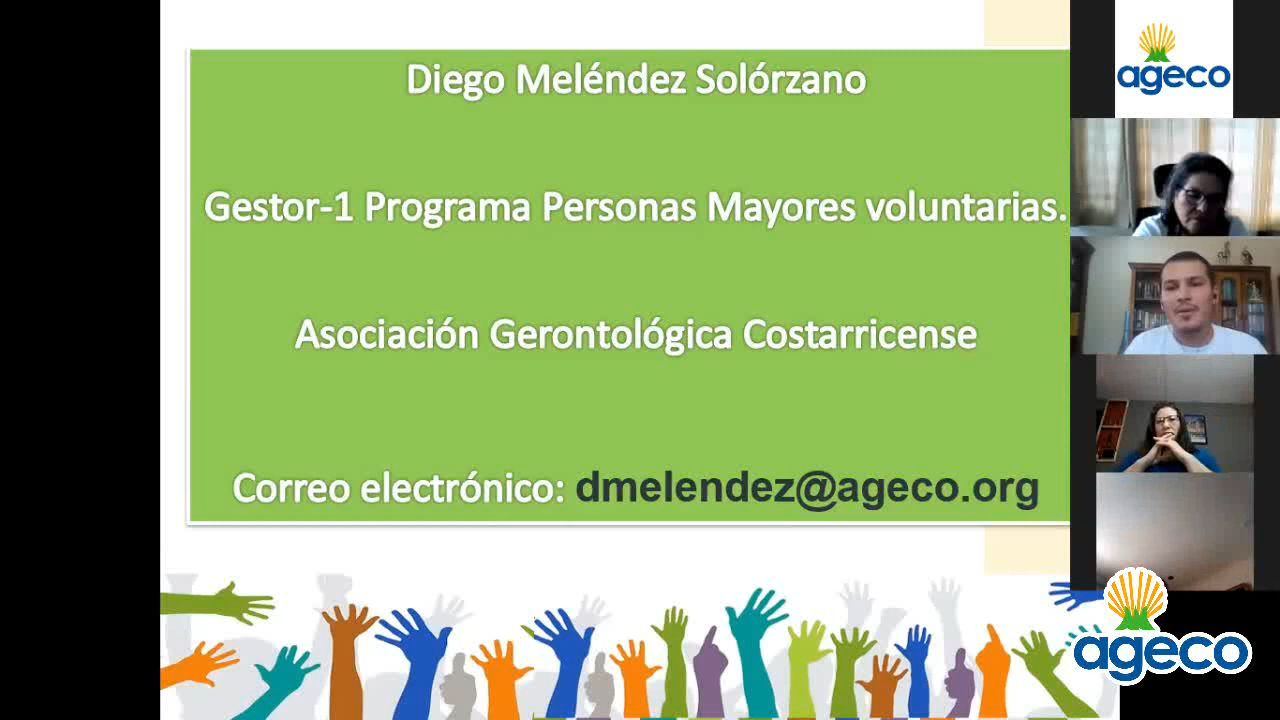 Diego Meléndez Solórzano
Gestor-1 Programa Personas Mayores voluntarias.
Asociación Gerontológica Costarricense
Correo electrónico: dmelendez@ageco.org
ageco
ageco